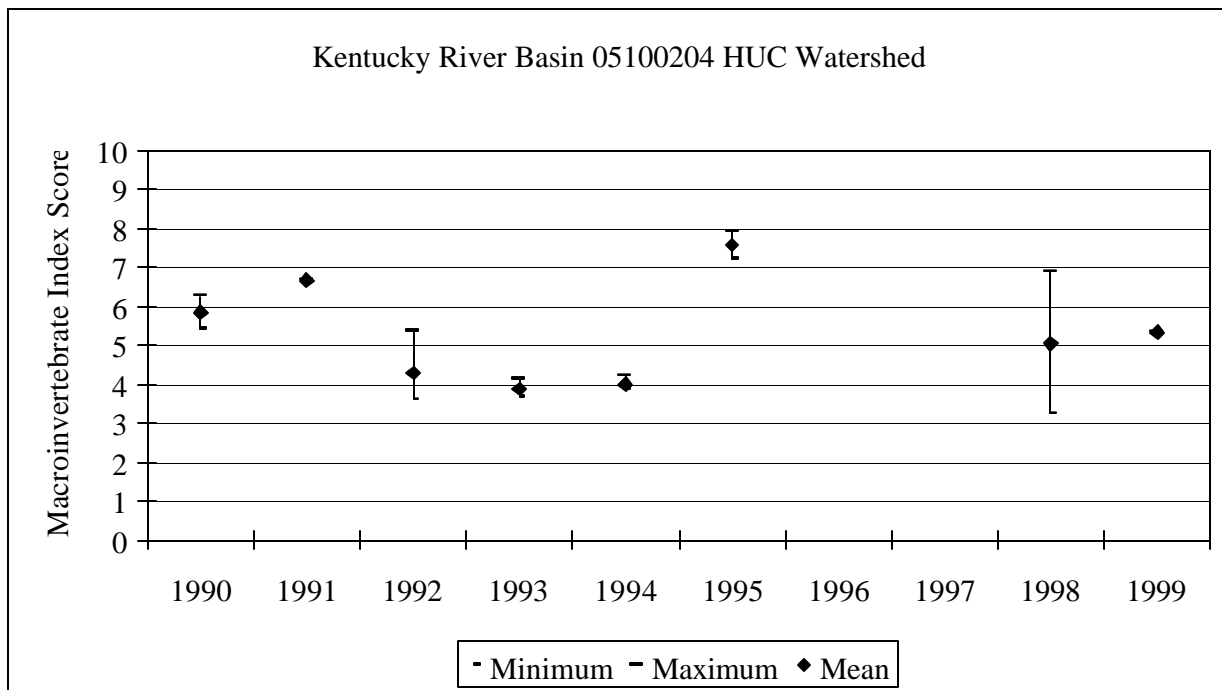 Kentucky River Basin 05100204 HUC Watershed
Macroinvertebrate Index Score
10
9
8
7
6
5
4
3
2
1
0
1990 1991 1992 1993 1994 1995 1996 1997 1998 1999
Minimum Maximum Mean